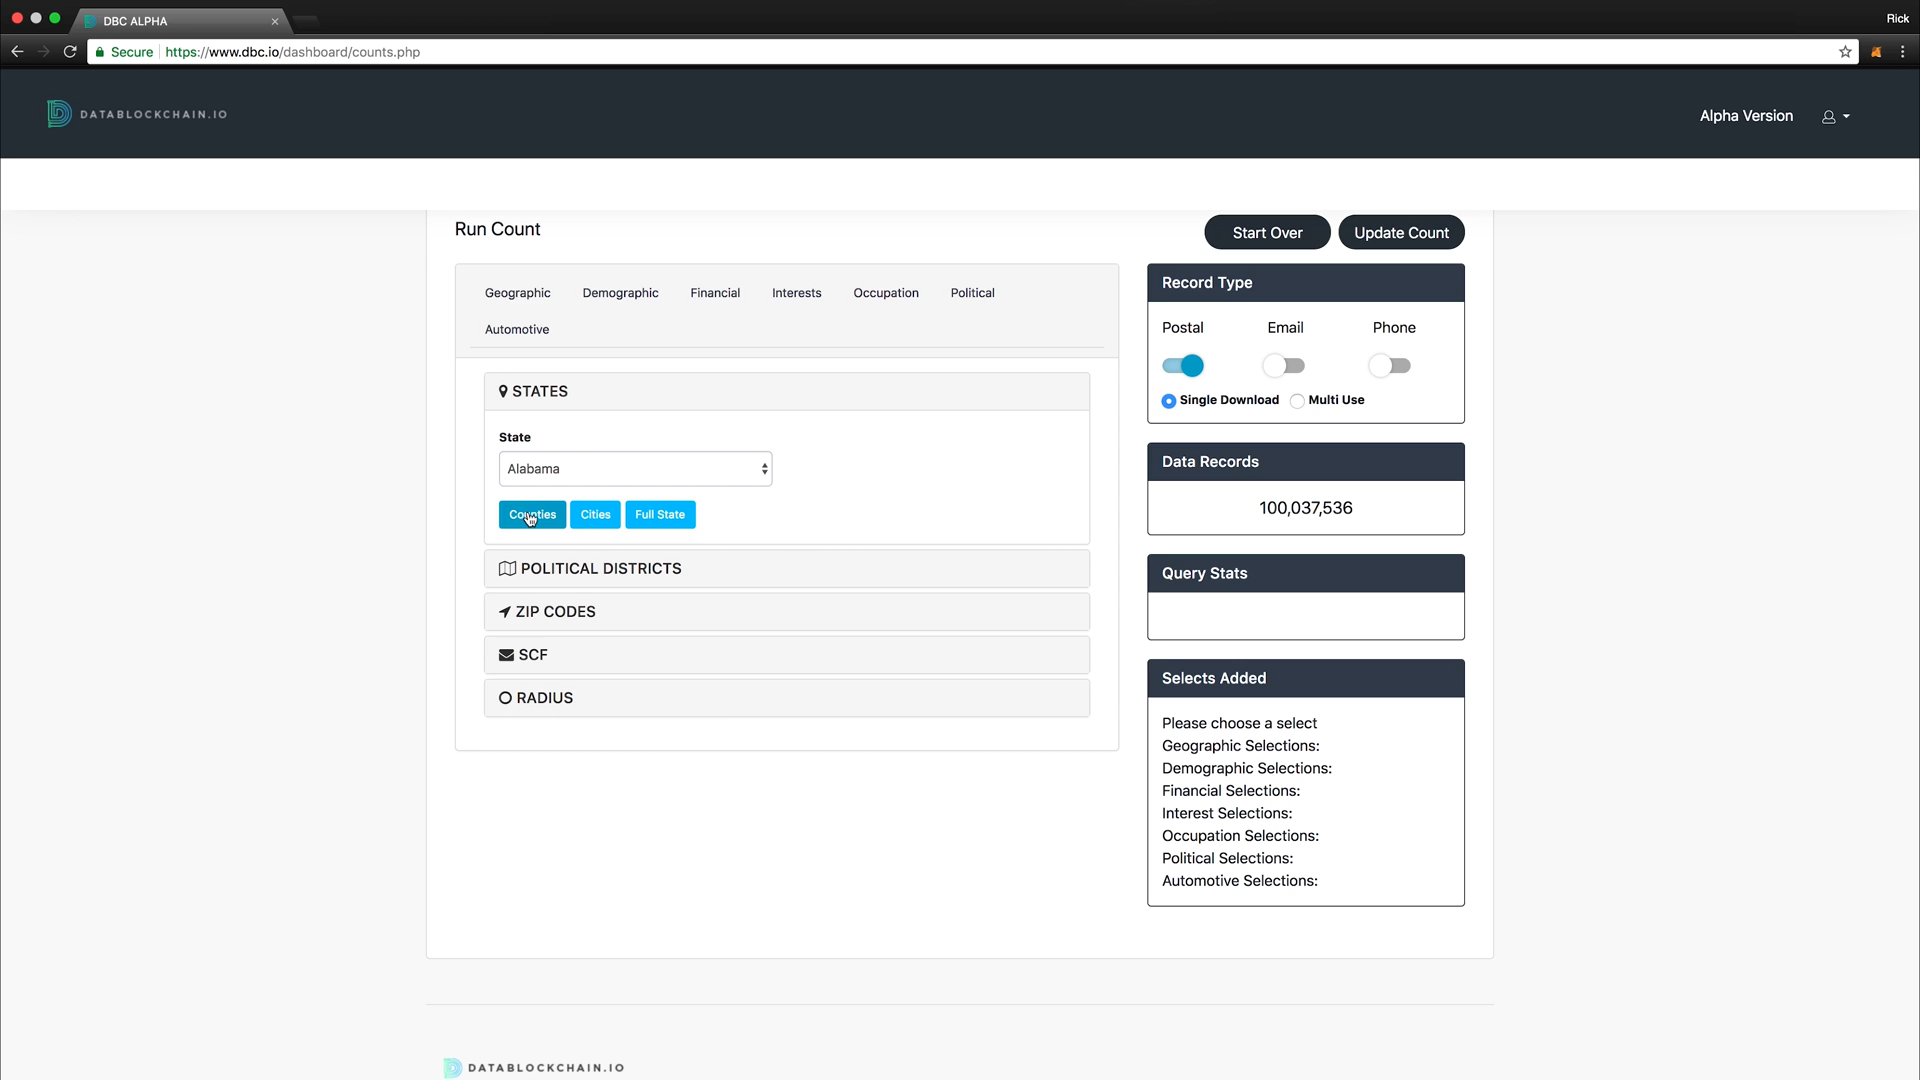 DBC ALPHA
Rick
Secure https://www.dbc.io/dashboard/counts.php
DATABLOCKCHAIN.IO
Alpha Version
Run Count
Start Over
Update Count
Geographic
Demographic
Financial
Interests
Occupation
Political
Automotive
STATES
State
Alabama
Counties
Cities
Full State
POLITICAL DISTRICTS
ZIP CODES
SCF
RADIUS
Record Type
Postal
Email
Phone
Single Download
Multi Use
Data Records
100,037,536
Query Stats
Selects Added
Please choose a select
Geographic Selections:
Demographic Selections:
Financial Selections:
Interest Selections:
Occupation Selections:
Political Selections:
Automotive Selections:
DATABLOCKCHAIN.IO